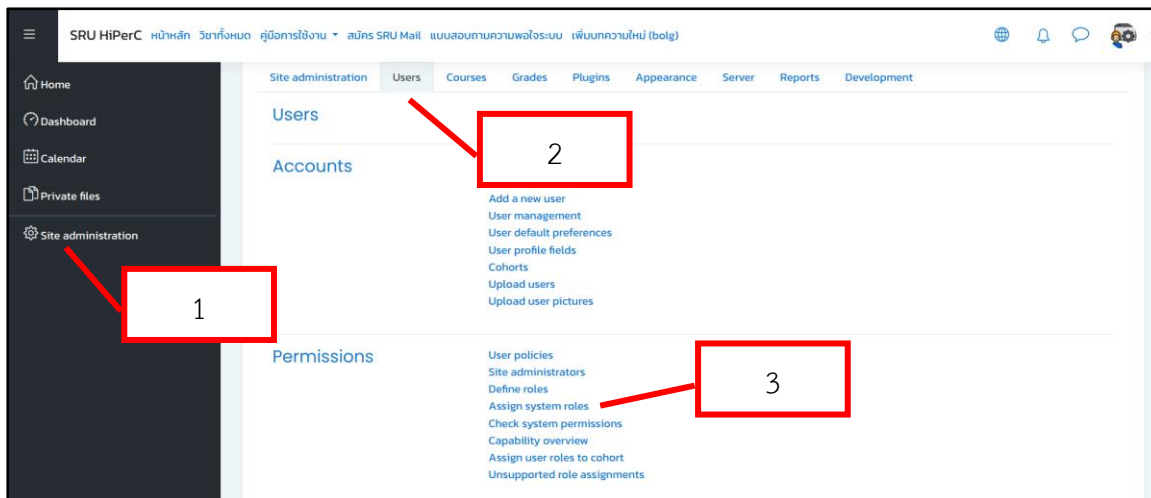 SRU HiPerC หน้าหลัก วิชาทั้งหมด คู่มือการใช้งาน สมัคร SRU Mail แบบสอบถามความพอใจระบบ เพิ่มบทความใหม่ (bolg)
Home
Dashboard
Calendar
Private files
Site administration
1
Site administration Users Courses Grades Plugins Appearance Server Reports Development
Users
2
Accounts
Add a new user
User management
User default preferences
User profile fields
Cohorts
Upload users
Upload user pictures
Permissions
User policies
Site administrators
Define roles
Assign system roles
Check system permissions
Capability overview
Assign user roles to cohort
Unsupported role assignments
3